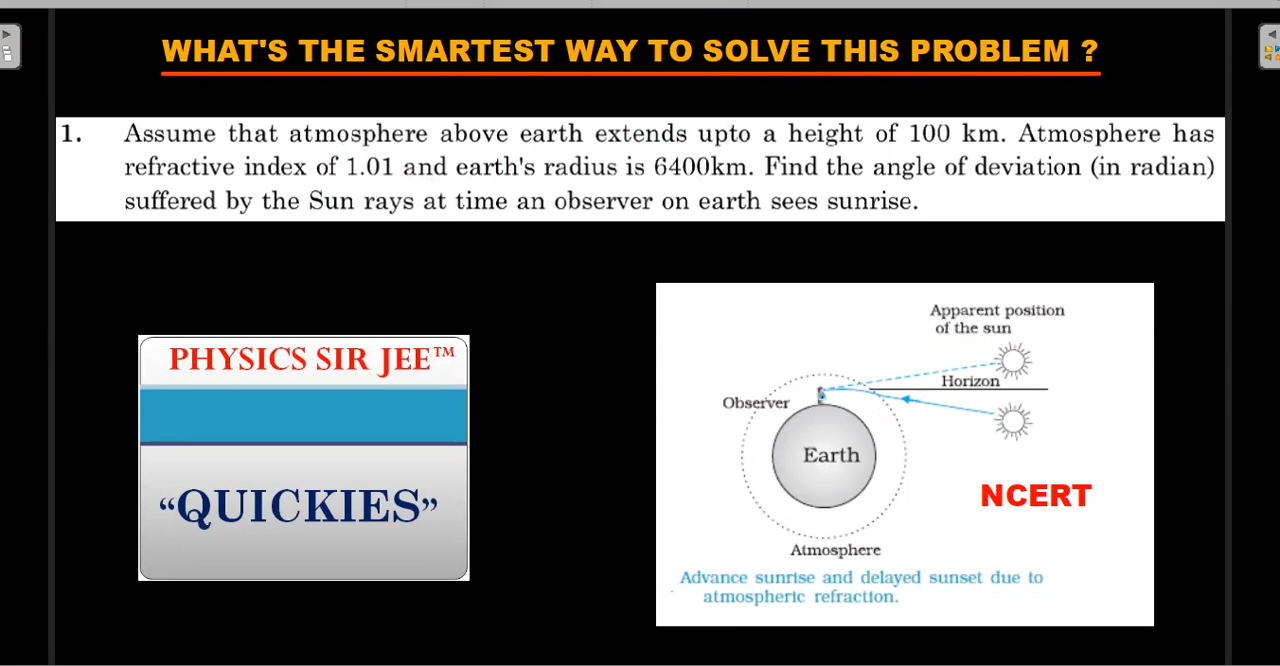 WHAT'S THE SMARTEST WAY TO SOLVE THIS PROBLEM ?
1. Assume that atmosphere above earth extends upto a height of 100 km. Atmosphere has
refractive index of 1.01 and earth's radius is 6400km. Find the angle of deviation (in radian)
suffered by the Sun rays at time an observer on earth sees sunrise.
PHYSICS SIR JEE™
“QUICKIES”
Apparent position
of the sun
Horizon
Observer
Earth
NCERT
Atmosphere
Advance sunrise and delayed sunset due to
atmospheric refraction.